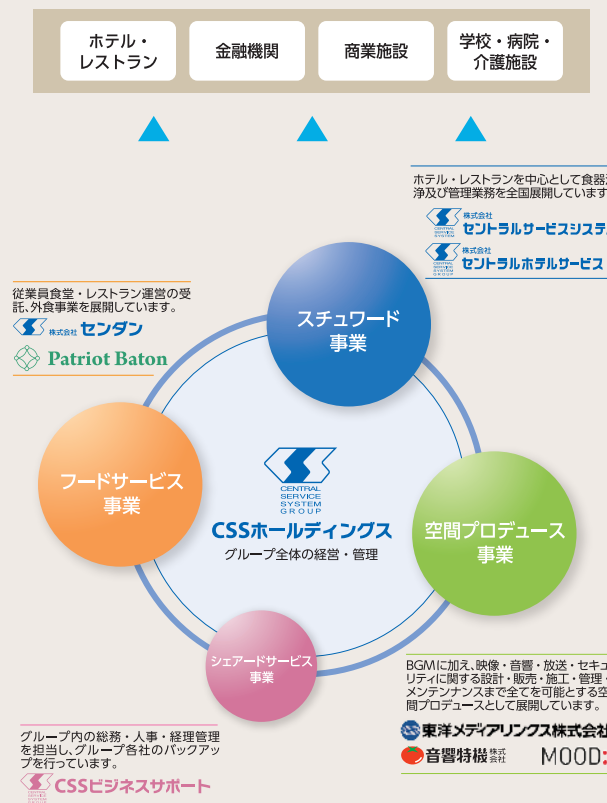 ホテル・
レストラン
金融機関
商業施設
学校・病院・
介護施設
ホテル・レストランを中心として食器洗
浄及び管理業務を全国展開しています
CENTRAL
SERVICE
SYSTEM
株式会社
セントラルサービスシステム
CENTRAL
SERVICE
SYSTEM
GROUP
株式会社
セントラルホテルサービス
従業員食堂・レストラン運営の受
託、外食事業を展開しています。
株式会社 センダン
Patriot Baton
スチュワード
事業
フードサービス
事業
CENTRAL
SERVICE
SYSTEM
GROUP
CSSホールディングス
グループ全体の経営・管理
空間プロデュース
事業
シェアードサービス
事業
BGMに加え、映像・音響・放送・セキュ
リティに関する設計・販売・施工・管理・
メンテンナンスまで全てを可能とする空
間プロデュースとして展開しています。
東洋メディアリンクス株式会社
音響特機 株式会社
MOOD:
グループ内の総務・人事・経理管理
を担当し、グループ各社のバックアッ
プを行っています。
CENTRAL
SERVICE
SYSTEM
GROUP
CSSビジネスサポート